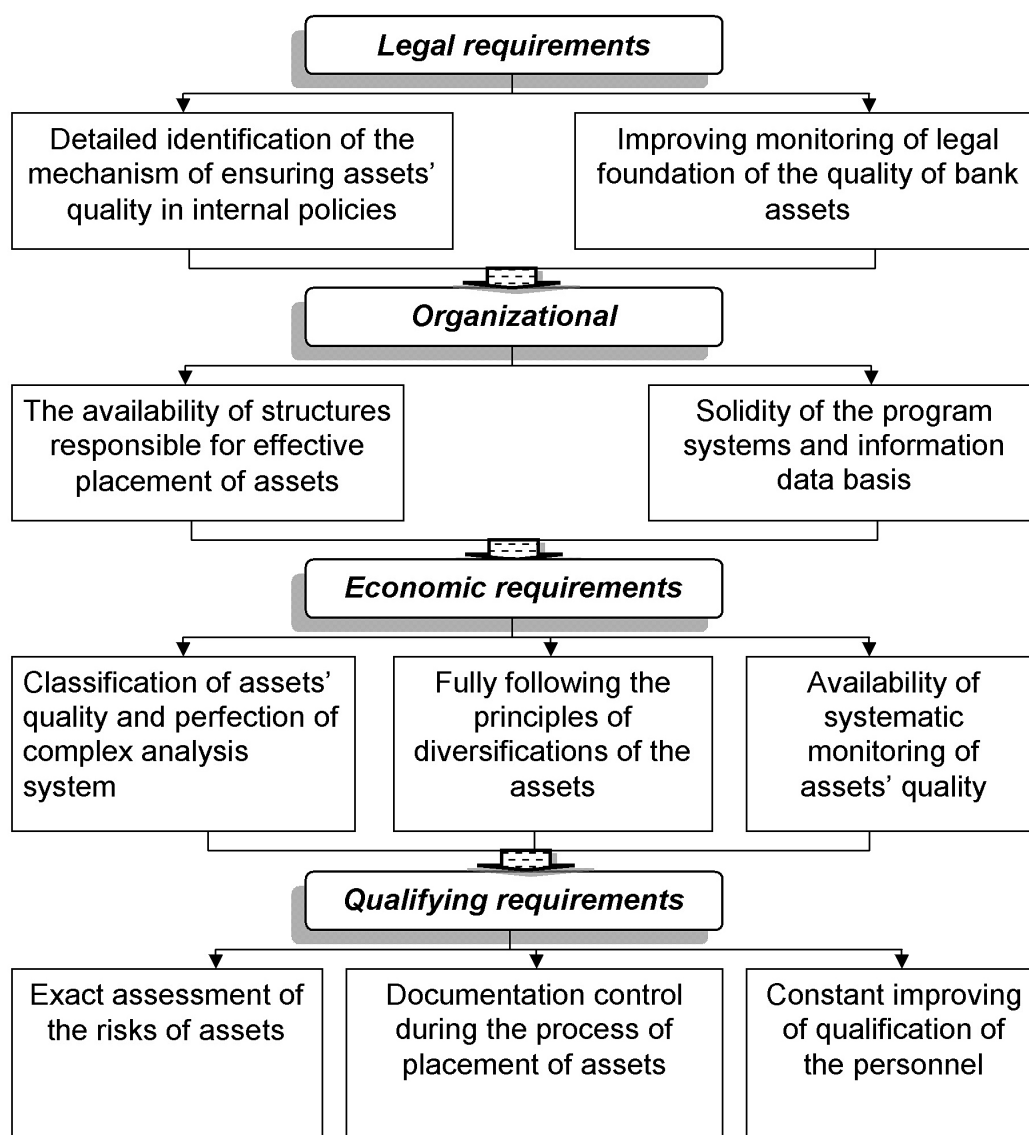 Legal requirements
Detailed identification of the
mechanism of ensuring assets’
quality in internal policies
Improving monitoring of legal
foundation of the quality of bank
assets
Organizational
The availability of structures
responsible for effective
placement of assets
Solidity of the program
systems and information
data basis
Economic requirements
Classification of assets’
quality and perfection of
complex analysis
system
Fully following the
principles of
diversifications of the
assets
Availability of
systematic
monitoring of
assets’ quality
Qualifying requirements
Exact assessment of
the risks of assets
Documentation control
during the process of
placement of assets
Constant improving
of qualification of
the personnel